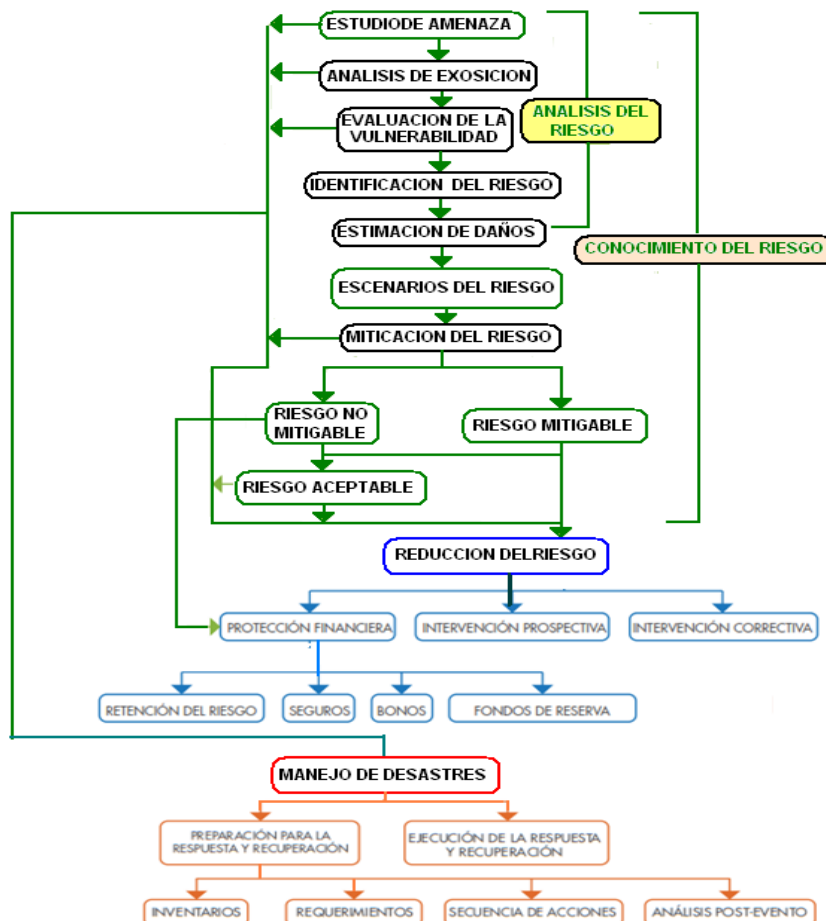 ESTUDIODE AMENAZA
ANALISIS DE EXOSICION
EVALUACION DE LA
VULNERABILIDAD
ANALISIS DEL
RIESGO
IDENTIFICACION DEL RIESGO
ESTIMACION DE DAÑOS
CONOCIMIENTO DEL RIESGO
ESCENARIOS DEL RIESGO
MITICACION DEL RIESGO
RIESGO NO
MITIGABLE
RIESGO MITIGABLE
RIESGO ACEPTABLE
REDUCCION DELRIESGO
PROTECCIÓN FINANCIERA
INTERVENCIÓN PROSPECTIVA
INTERVENCIÓN CORRECTIVA
RETENCIÓN DEL RIESGO
SEGUROS
BONOS
FONDOS DE RESERVA
MANEJO DE DESASTRES
PREPARACIÓN PARA LA
RESPUESTA Y RECUPERACIÓN
EJECUCIÓN DE LA RESPUESTA
Y RECUPERACIÓN
INVENTARIOS
REQUERIMIENTOS
SECUENCIA DE ACCIONES
ANÁLISIS POST-EVENTO